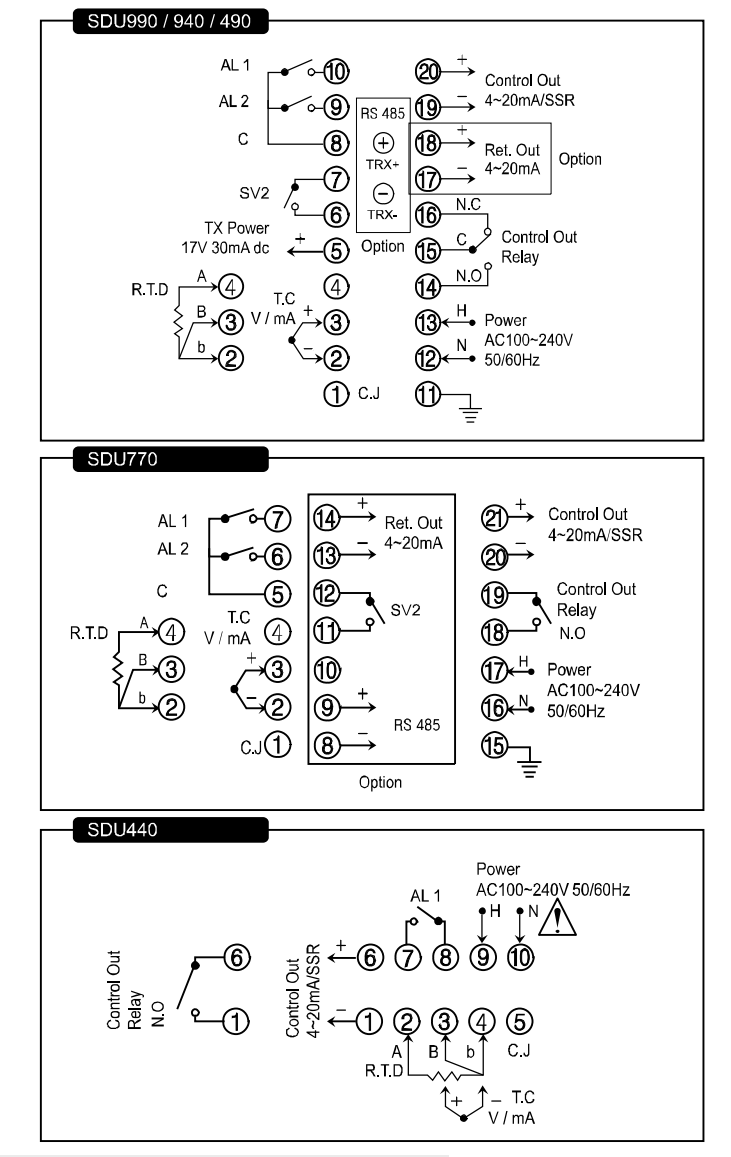 SDU990 / 940 / 490
AL 1
10
20
+
Control Out
4~20mA/SSR
AL 2
9
19
−
RS 485
C
8
+
TRX+
18
+
Ret. Out
4~20mA
Option
7
17
−
SV2
−
TRX-
6
16
N.C
TX Power
17V 30mA dc
+
5
Option
15
C
Control Out
Relay
R.T.D
A
4
T.C
V / mA
4
14
N.O
B
3
+
3
13
H
Power
AC100~240V
50/60Hz
b
2
−
2
12
N
1
C.J
11
SDU770
AL 1
7
14
+
Ret. Out
4~20mA
21
+
Control Out
4~20mA/SSR
AL 2
6
13
−
20
−
C
5
12
SV2
19
Control Out
Relay
N.O
R.T.D
A
4
T.C
V / mA
4
11
18
B
3
+
3
10
17
H
Power
AC100~240V
50/60Hz
b
2
−
2
9
+
RS 485
16
N
C.J
1
8
−
15
Option
SDU440
Power
AC100~240V 50/60Hz
AL 1
H
N
!
Control Out
Relay
N.O
6
1
Control Out
4~20mA/SSR
+
6
7
8
9
10
−
1
2
3
4
5
A
B
b
C.J
R.T.D
+
−
T.C
V / mA